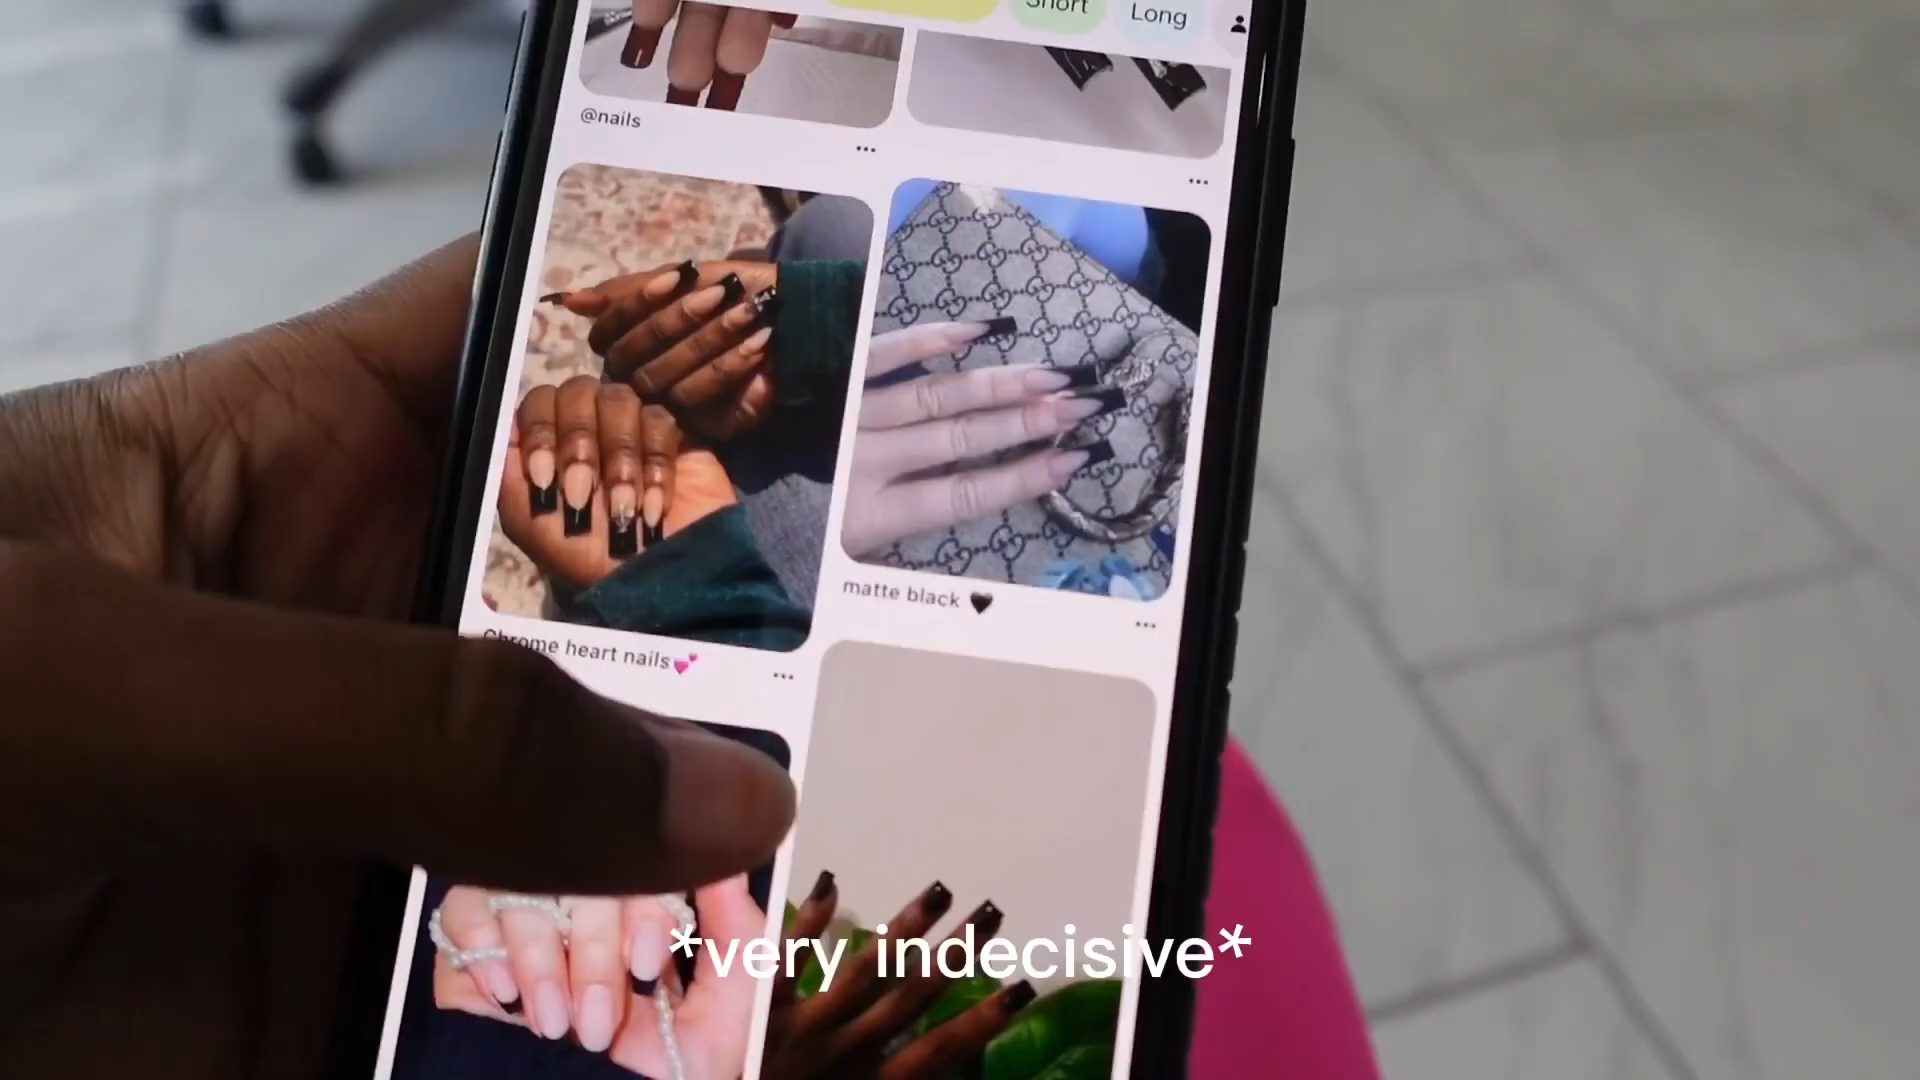 Short
Long
@nails
matte black 🖤
Chrome heart nails💕
*very indecisive*